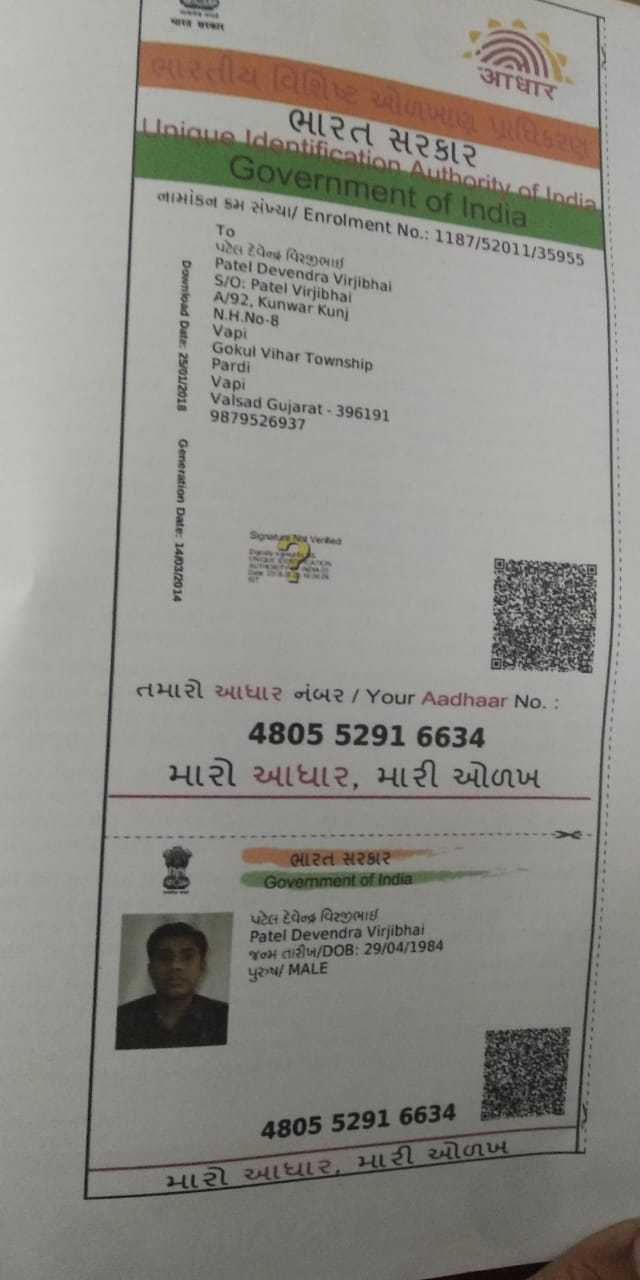 भारत सरकार
आधार
ભારતીય વિશિષ્ટ ઓળખાણ પ્રાધિકરણ
ભારત સરકાર
Unique Identification Authority of India
Government of India
નામાંકન ક્રમ સંખ્યા/ Enrolment No.: 1187/52011/35955
To
પટેલ દેવેન્દ્ર વિરજીભાઈ
Patel Devendra Virjibhai
S/O: Patel Virjibhai
A/92, Kunwar Kunj
N.H.No-8
Vapi
Gokul Vihar Township
Pardi
Vapi
Valsad Gujarat - 396191
9879526937
Download Date: 25/01/2018
Generation Date: 14/03/2014
Signature Not Verified
તમારો આધાર નંબર / Your Aadhaar No. :
4805 5291 6634
મારો આધાર, મારી ઓળખ
ભારત સરકાર
Government of India
પટેલ દેવેન્દ્ર વિરજીભાઈ
Patel Devendra Virjibhai
જન્મ તારીખ/DOB: 29/04/1984
પુરુષ/ MALE
4805 5291 6634
મારો આધાર, મારી ઓળખ